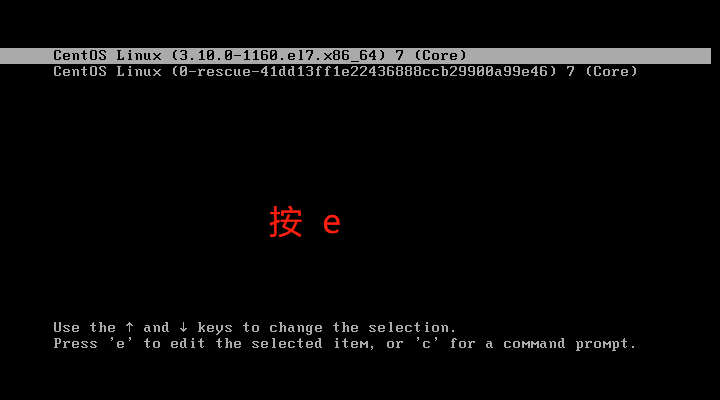 CentOS Linux (3.10.0-1160.el7.x86_64) 7 (Core)
CentOS Linux (0-rescue-41dd13ff1e22436888ccb29900a99e46) 7 (Core)
按 e
Use the ↑ and ↓ keys to change the selection.
Press 'e' to edit the selected item, or 'c' for a command prompt.